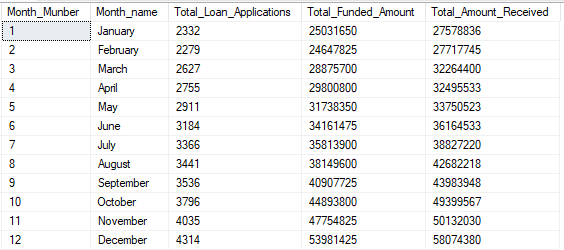 Month_Munber Month_name Total_Loan_Applications Total_Funded_Amount Total_Amount_Received
1 January 2332 25031650 27578836
2 February 2279 24647825 27717745
3 March 2627 28875700 32264400
4 April 2755 29800800 32495533
5 May 2911 31738350 33750523
6 June 3184 34161475 36164533
7 July 3366 35813900 38827220
8 August 3441 38149600 42682218
9 September 3536 40907725 43983948
10 October 3796 44893800 49399567
11 November 4035 47754825 50132030
12 December 4314 53981425 58074380